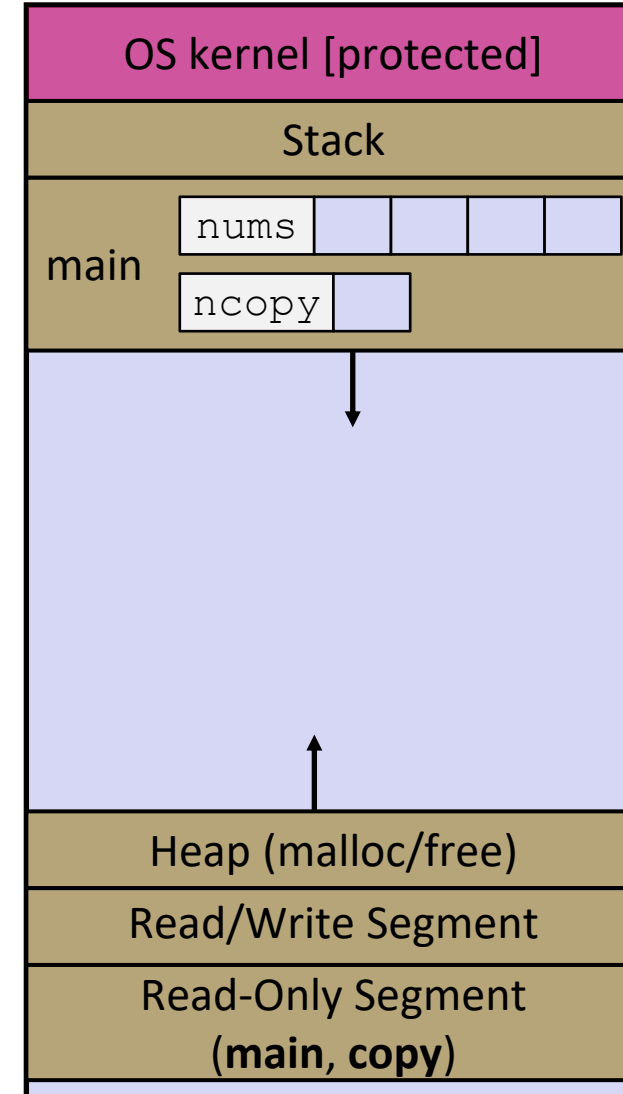 OS kernel [protected]
Stack
main
nums
ncopy
Heap (malloc/free)
Read/Write Segment
Read-Only Segment
(main, copy)